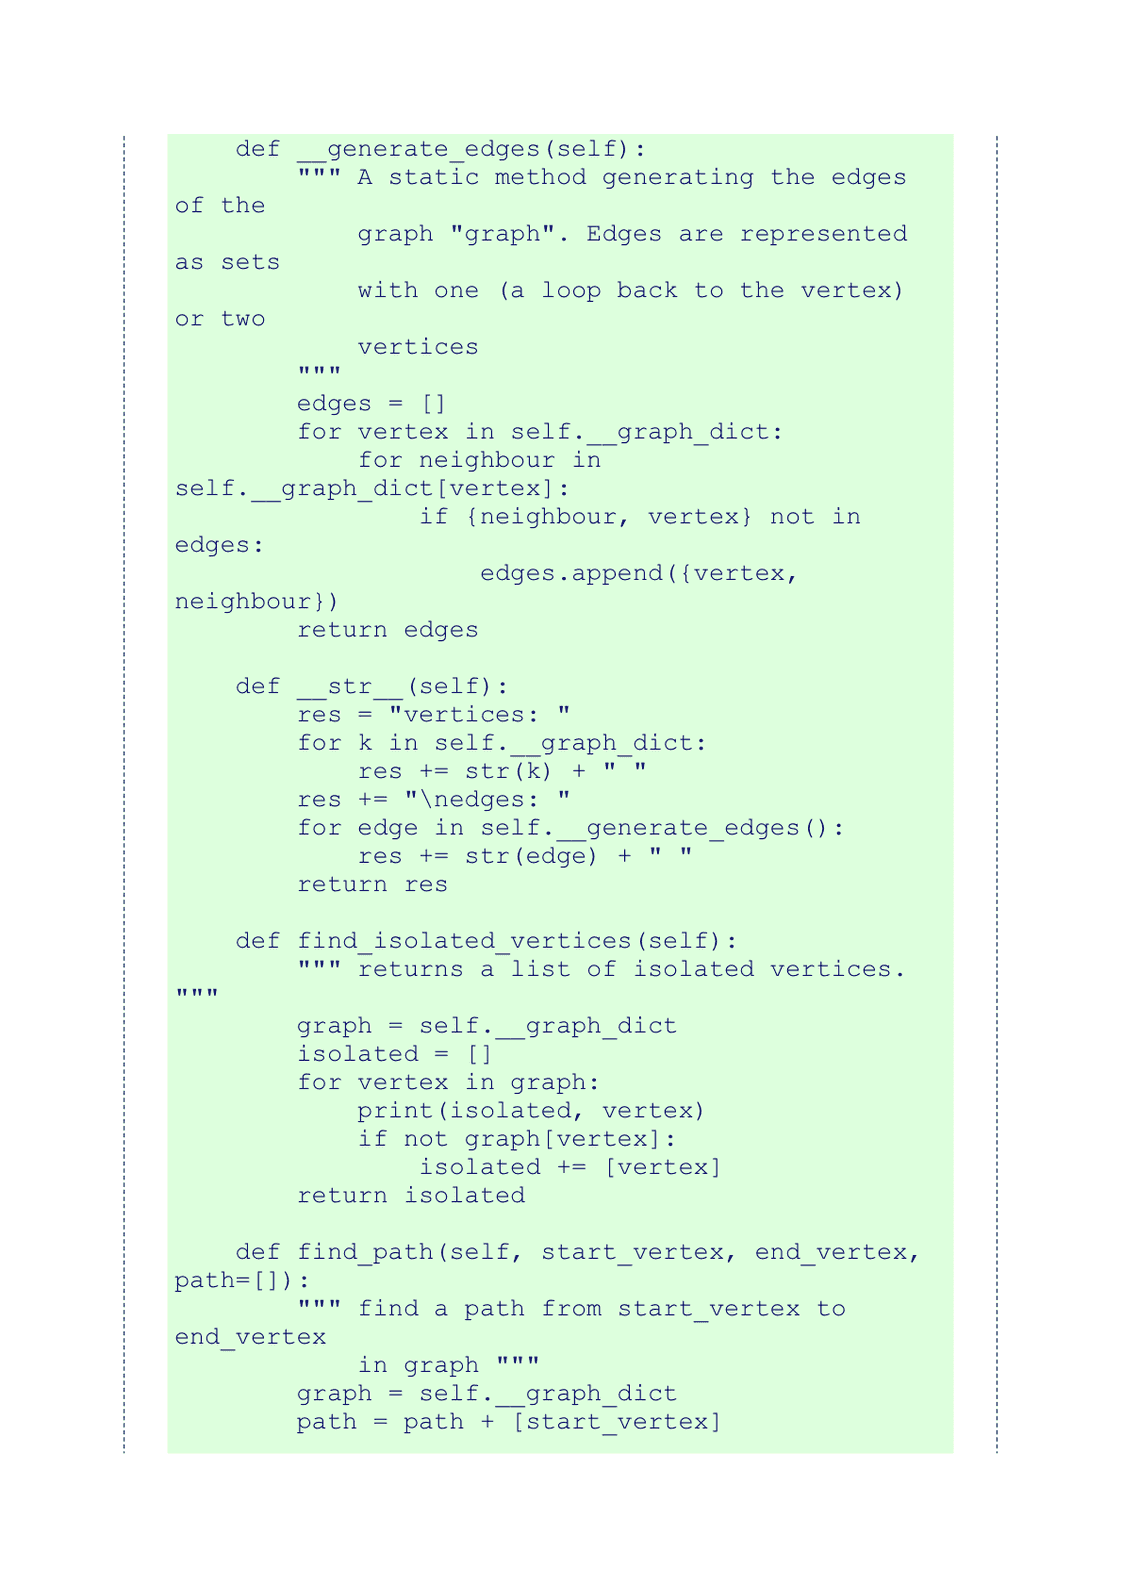 def __generate_edges(self):
        """ A static method generating the edges
of the
            graph "graph". Edges are represented
as sets
            with one (a loop back to the vertex)
or two
            vertices
        """
        edges = []
        for vertex in self.__graph_dict:
            for neighbour in
self.__graph_dict[vertex]:
                if {neighbour, vertex} not in
edges:
                    edges.append({vertex,
neighbour})
        return edges

    def __str__(self):
        res = "vertices: "
        for k in self.__graph_dict:
            res += str(k) + " "
        res += "\nedges: "
        for edge in self.__generate_edges():
            res += str(edge) + " "
        return res

    def find_isolated_vertices(self):
        """ returns a list of isolated vertices.
"""
        graph = self.__graph_dict
        isolated = []
        for vertex in graph:
            print(isolated, vertex)
            if not graph[vertex]:
                isolated += [vertex]
        return isolated

    def find_path(self, start_vertex, end_vertex,
path=[]):
        """ find a path from start_vertex to
end_vertex
            in graph """
        graph = self.__graph_dict
        path = path + [start_vertex]